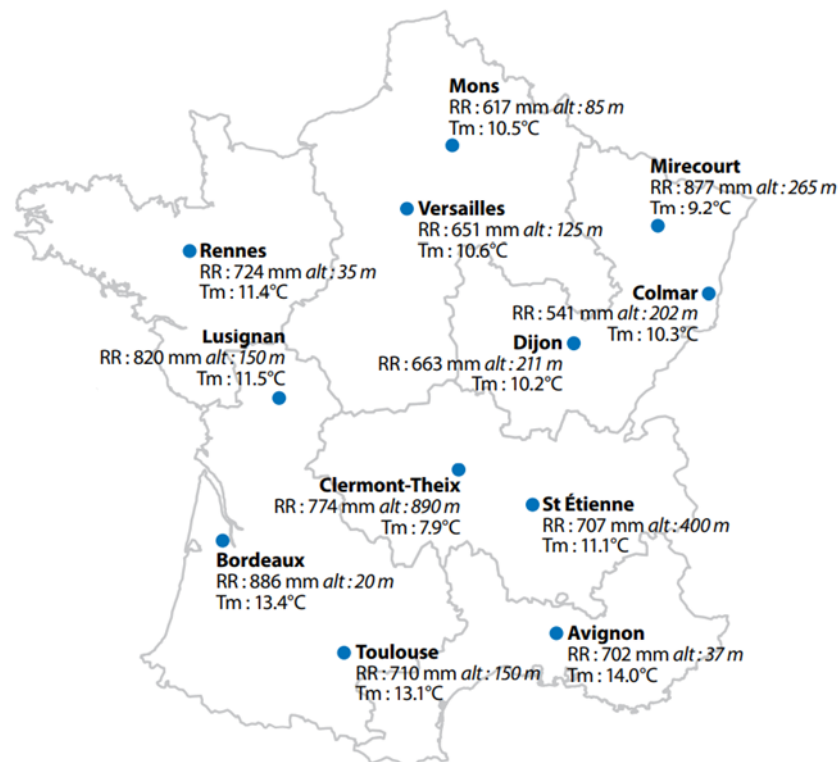 Mons
RR : 617 mm alt : 85 m
Tm : 10.5°C
Mirecourt
RR : 877 mm alt : 265 m
Tm : 9.2°C
Versailles
RR : 651 mm alt : 125 m
Tm : 10.6°C
Rennes
RR : 724 mm alt : 35 m
Tm : 11.4°C
Colmar
RR : 541 mm alt : 202 m
Tm : 10.3°C
Lusignan
RR : 820 mm alt : 150 m
Tm : 11.5°C
Dijon
RR : 663 mm alt : 211 m
Tm : 10.2°C
Clermont-Theix
RR : 774 mm alt : 890 m
Tm : 7.9°C
St Étienne
RR : 707 mm alt : 400 m
Tm : 11.1°C
Bordeaux
RR : 886 mm alt : 20 m
Tm : 13.4°C
Avignon
RR : 702 mm alt : 37 m
Tm : 14.0°C
Toulouse
RR : 710 mm alt : 150 m
Tm : 13.1°C